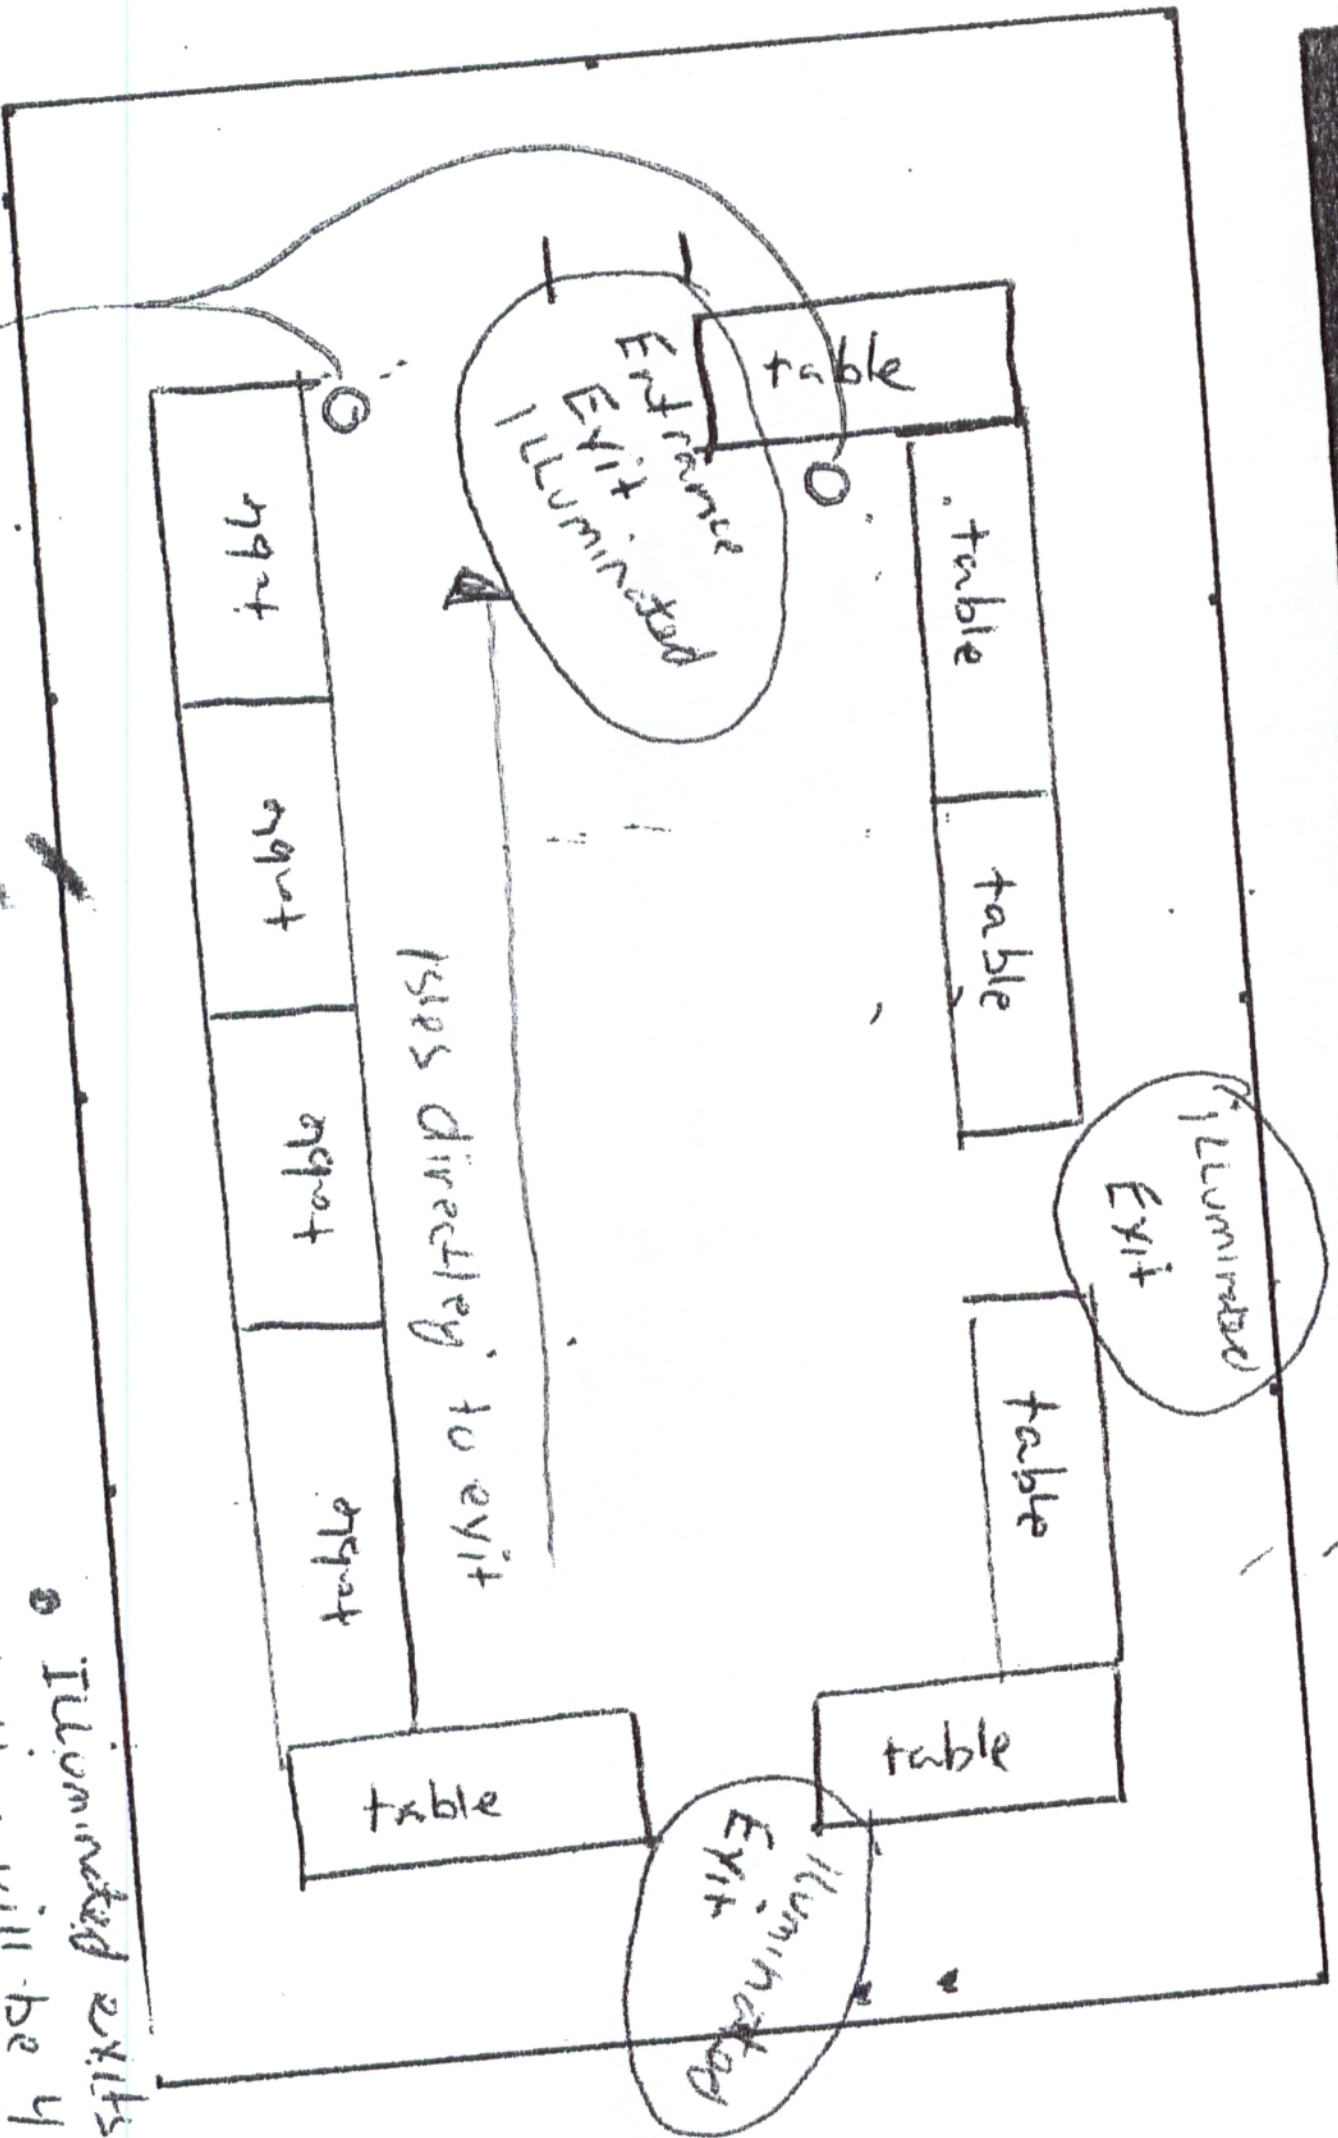 iLLuminated
Exit
table
table
table
table
table
Entrance
Exit
ILLuminated
illuminated
Exit
Isles directley to exit
table
table
table
table
table
• ILLuminated exits
will be 4